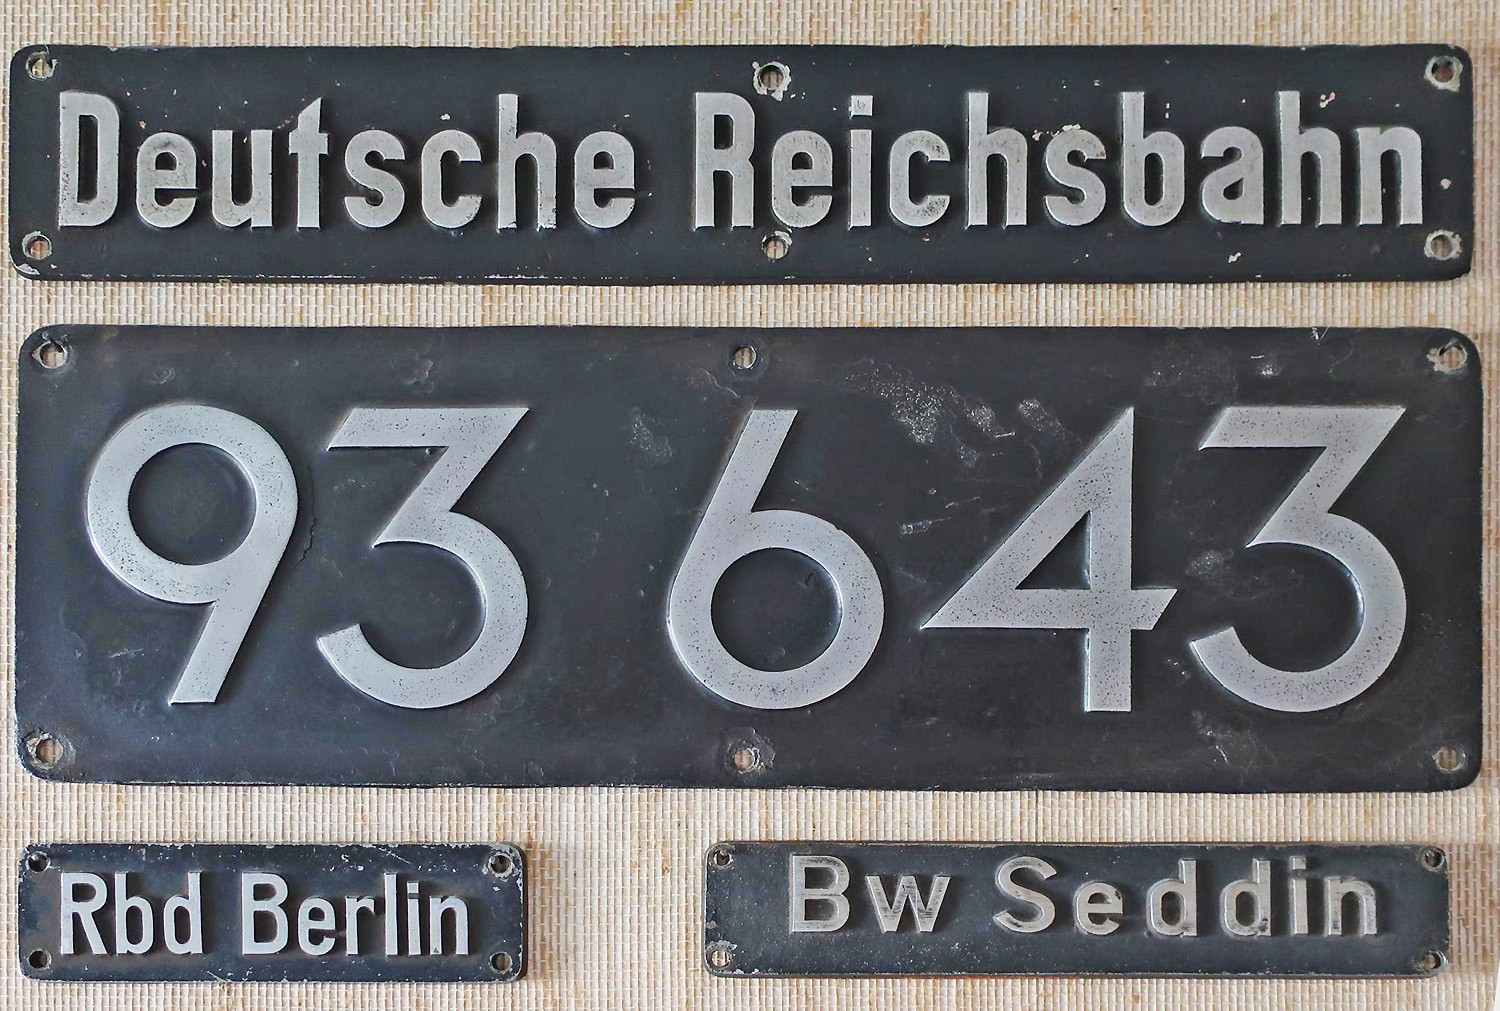 Deutsche Reichsbahn
93 643
Rbd Berlin
Bw Seddin